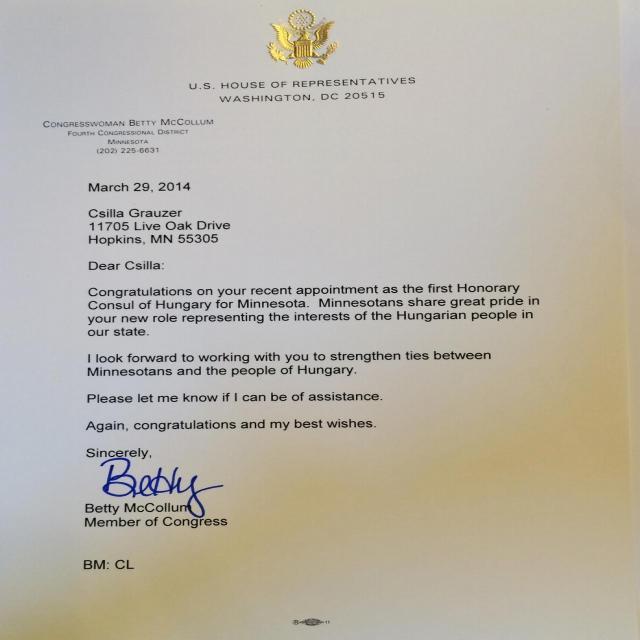 U.S. HOUSE OF REPRESENTATIVES
WASHINGTON, DC 20515
CONGRESSWOMAN BETTY MCCOLLUM
FOURTH CONGRESSIONAL DISTRICT
MINNESOTA
(202) 225-6631
March 29, 2014
Csilla Grauzer
11705 Live Oak Drive
Hopkins, MN 55305
Dear Csilla:
Congratulations on your recent appointment as the first Honorary
Consul of Hungary for Minnesota. Minnesotans share great pride in
your new role representing the interests of the Hungarian people in
our state.
I look forward to working with you to strengthen ties between
Minnesotans and the people of Hungary.
Please let me know if I can be of assistance.
Again, congratulations and my best wishes.
Sincerely,
Betty
Betty McCollum
Member of Congress
BM: CL